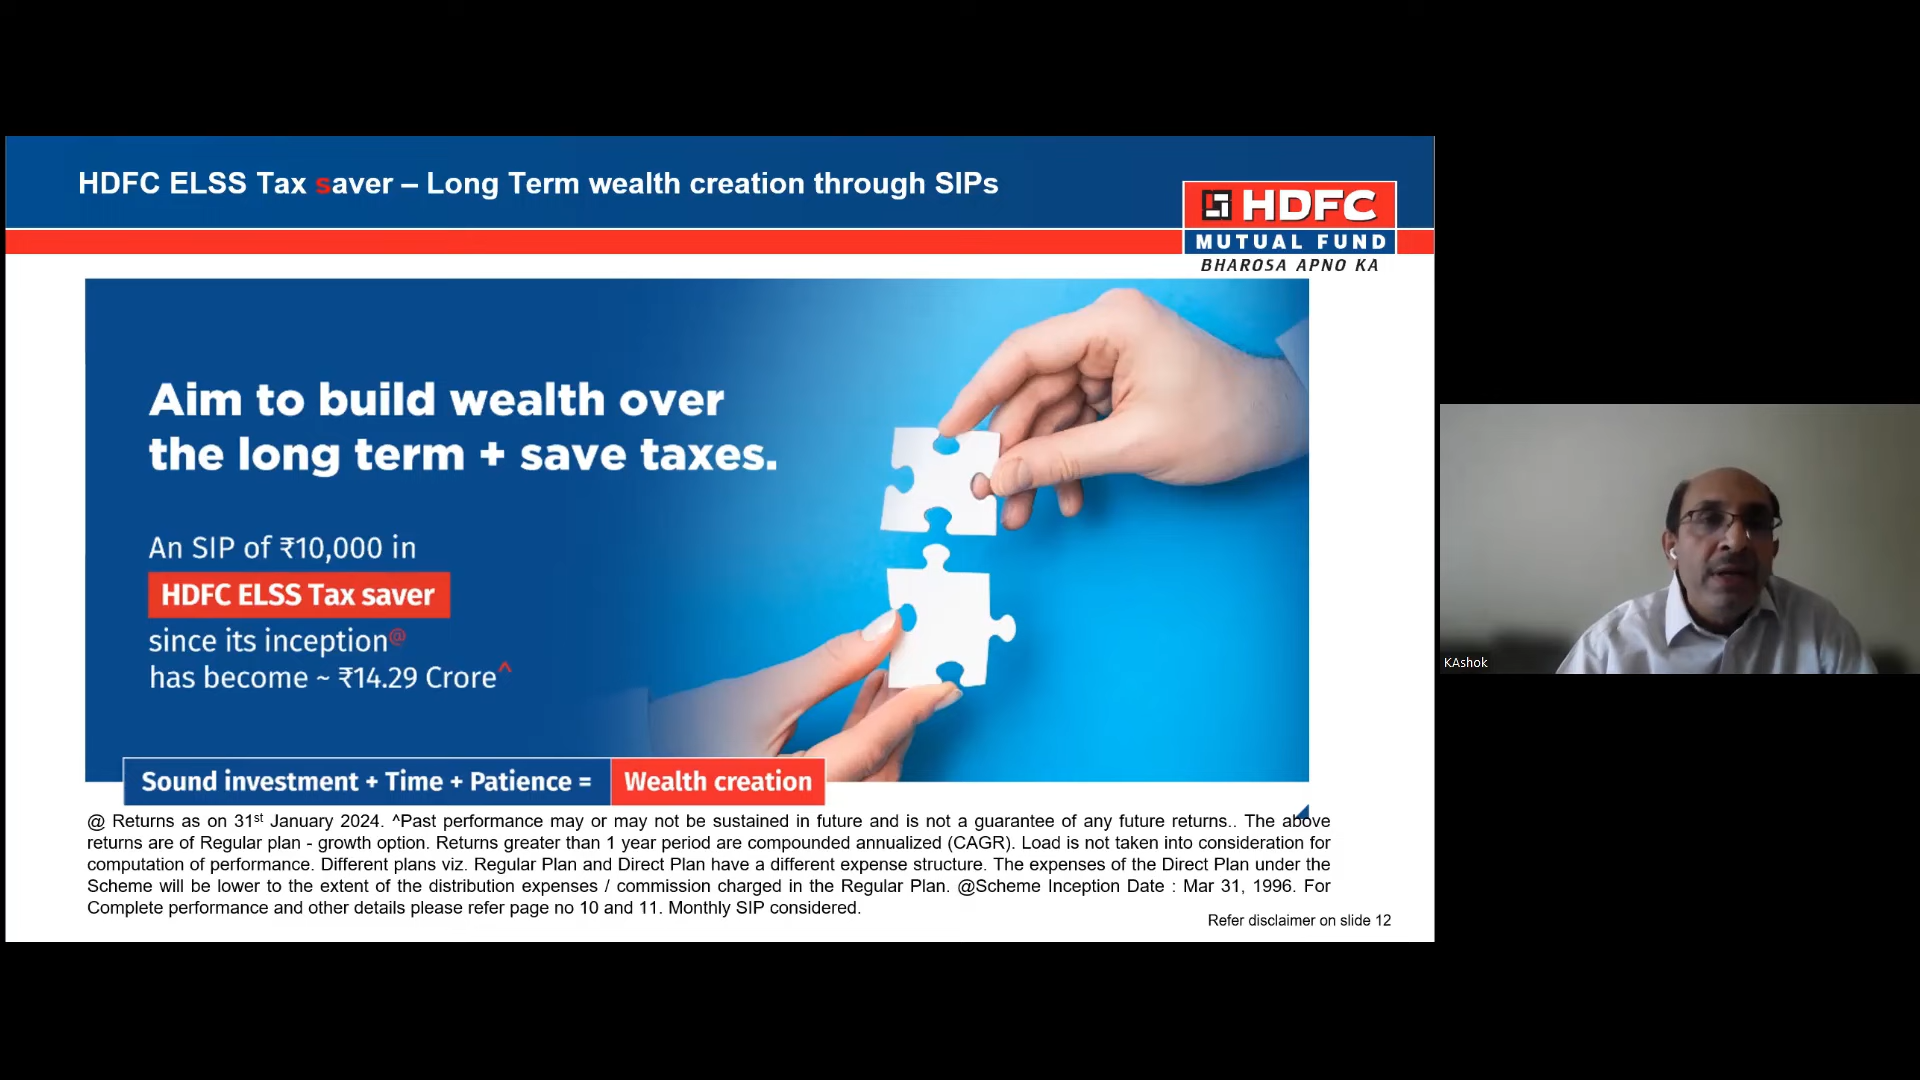 HDFC ELSS Tax saver – Long Term wealth creation through SIPs
HDFC
MUTUAL FUND
BHAROSA APNO KA
Aim to build wealth over
the long term + save taxes.
An SIP of ₹10,000 in
HDFC ELSS Tax saver
since its inception@
has become ~ ₹14.29 Crore^
Sound investment + Time + Patience = Wealth creation
@ Returns as on 31st January 2024. ^Past performance may or may not be sustained in future and is not a guarantee of any future returns.. The above
returns are of Regular plan - growth option. Returns greater than 1 year period are compounded annualized (CAGR). Load is not taken into consideration for
computation of performance. Different plans viz. Regular Plan and Direct Plan have a different expense structure. The expenses of the Direct Plan under the
Scheme will be lower to the extent of the distribution expenses / commission charged in the Regular Plan. @Scheme Inception Date : Mar 31, 1996. For
Complete performance and other details please refer page no 10 and 11. Monthly SIP considered.
Refer disclaimer on slide 12
KAshok